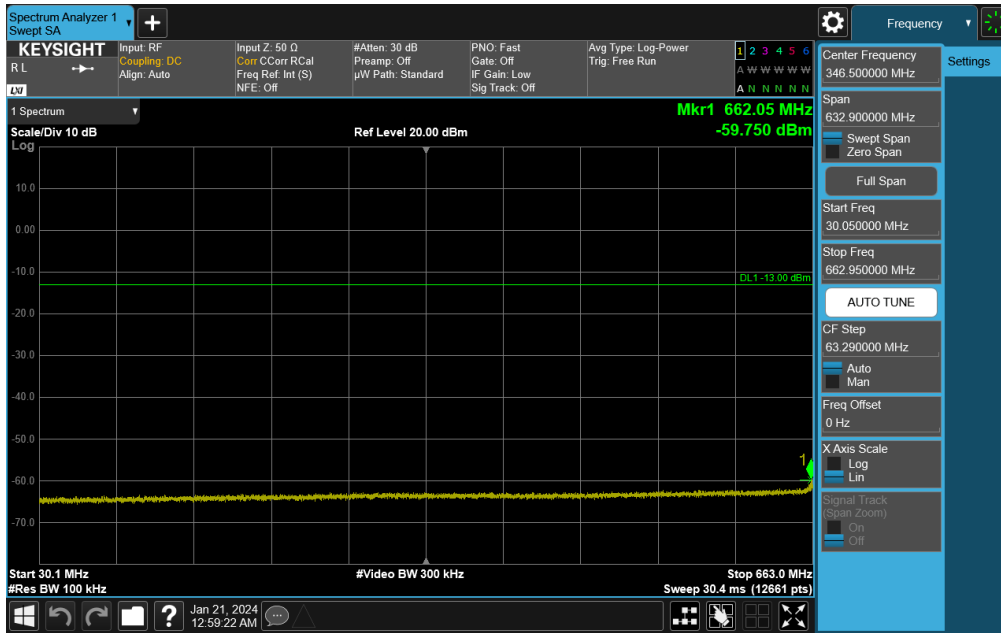 Spectrum Analyzer 1
Swept SA
Frequency
KEYSIGHT
R L
LXI
Input: RF
Coupling: DC
Align: Auto
Input Z: 50 Ω
Corr CCorr RCal
Freq Ref: Int (S)
NFE: Off
#Atten: 30 dB
Preamp: Off
µW Path: Standard
PNO: Fast
Gate: Off
IF Gain: Low
Sig Track: Off
Avg Type: Log-Power
Trig: Free Run
1 2 3 4 5 6
A W W W W W
A N N N N N
1 Spectrum
Scale/Div 10 dB
Log
Ref Level 20.00 dBm
Mkr1 662.05 MHz
-59.750 dBm
10.0
0.00
-10.0
-20.0
-30.0
-40.0
-50.0
-60.0
-70.0
DL1 -13.00 dBm
1
Start 30.1 MHz
#Res BW 100 kHz
#Video BW 300 kHz
Stop 663.0 MHz
Sweep 30.4 ms (12661 pts)
Center Frequency
346.500000 MHz
Settings
Span
632.900000 MHz
Swept Span
Zero Span
Full Span
Start Freq
30.050000 MHz
Stop Freq
662.950000 MHz
AUTO TUNE
CF Step
63.290000 MHz
Auto
Man
Freq Offset
0 Hz
X Axis Scale
Log
Lin
Signal Track
(Span Zoom)
On
Off
?
Jan 21, 2024
12:59:22 AM